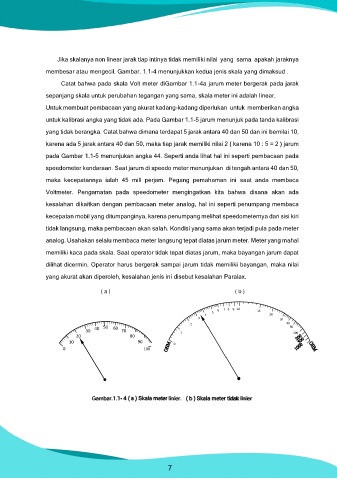 Jika skalanya non linear jarak tiap intinya tidak memiliki nilai yang sama apakah jaraknya
membesar atau mengecil. Gambar. 1.1-4 menunjukkan kedua jenis skala yang dimaksud .
Catat bahwa pada skala Volt meter diGambar 1.1-4a jarum meter bergerak pada jarak
sepanjang skala untuk perubahan tegangan yang sama, skala meter ini adalah linear.
Untuk membuat pembacaan yang akurat kadang-kadang diperlukan untuk memberikan angka
untuk kalibrasi angka yang tidak ada. Pada Gambar 1.1-5 jarum menunjuk pada tanda kalibrasi
yang tidak berangka. Catat bahwa dimana terdapat 5 jarak antara 40 dan 50 dan ini bernilai 10,
karena ada 5 jarak antara 40 dan 50, maka tiap jarak memiliki nilai 2 ( karena 10 : 5 = 2 ) jarum
pada Gambar 1.1-5 menunjukan angka 44. Seperti anda lihat hal ini seperti pembacaan pada
speedometer kendaraan. Saat jarum di speedo meter menunjukan di tengah antara 40 dan 50,
maka kecepatannya ialah 45 mil perjam. Pegang pemahaman ini saat anda membaca
Voltmeter. Pengamatan pada speedometer mengingatkan kita bahwa disana akan ada
kesalahan dikaitkan dengan pembacaan meter analog, hal ini seperti penumpang membaca
kecepatan mobil yang ditumpanginya, karena penumpang melihat speedometernya dari sisi kiri
tidak langsung, maka pembacaan akan salah. Kondisi yang sama akan terjadi pula pada meter
analog. Usahakan selalu membaca meter langsung tepat diatas jarum meter. Meter yang mahal
memiliki kaca pada skala. Saat operator tidak tepat diatas jarum, maka bayangan jarum dapat
dilihat dicermin. Operator harus bergerak sampai jarum tidak memiliki bayangan, maka nilai
yang akurat akan diperoleh, kesalahan jenis ini disebut kesalahan Paralax.
( a ) ( b )
0 10 20 30 40 50 60 70 80 90 100
Gambar.1.1- 4 ( a ) Skala meter linier. ( b ) Skala meter tidak linier
7